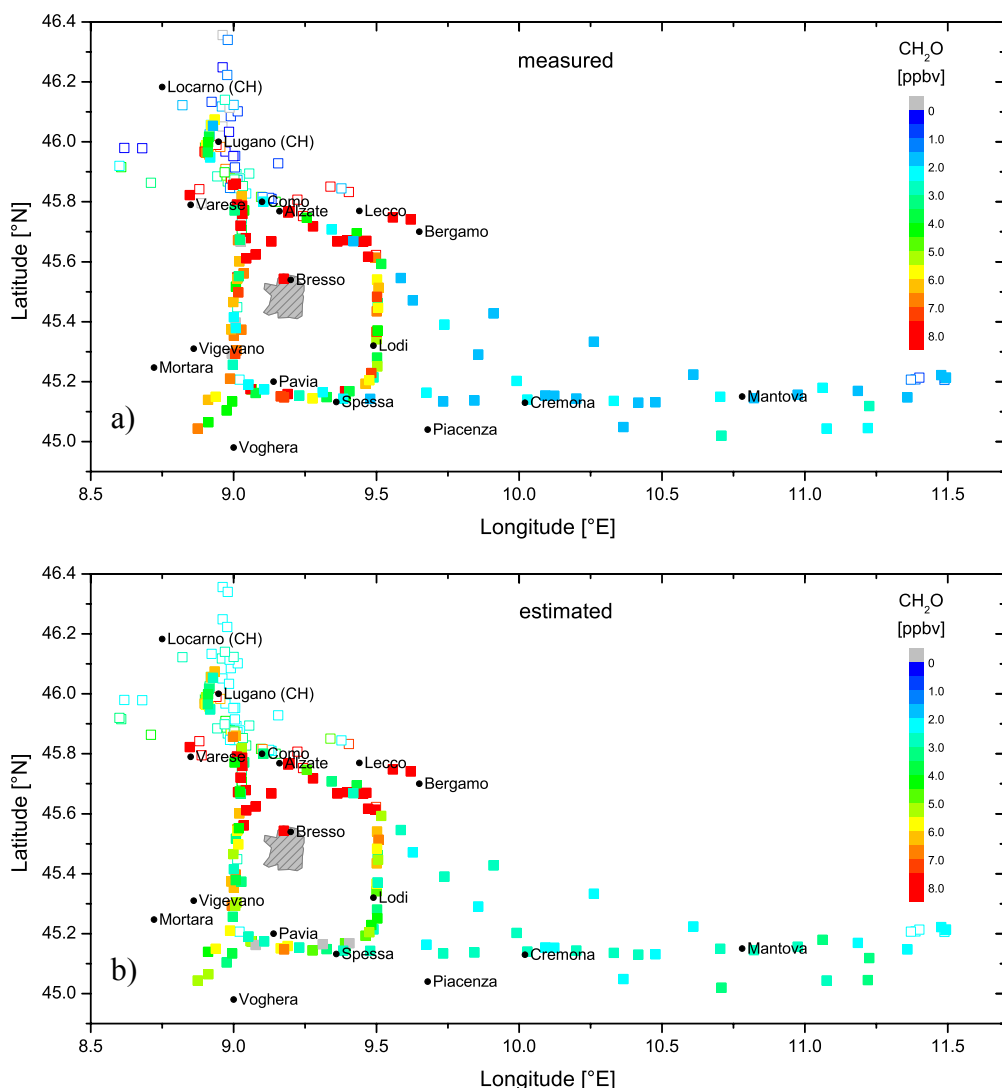 46.4
46.2
46.0
45.8
45.6
45.4
45.2
45.0
Latitude [°N]
measured
CH₂O
[ppbv]
0
1.0
2.0
3.0
4.0
5.0
6.0
7.0
8.0
Locarno (CH)
Lugano (CH)
Varese
Como
Alzate
Lecco
Bergamo
Bresso
Vigevano
Mortara
Lodi
Pavia
Spessa
Cremona
Mantova
Piacenza
Voghera
a)
8.5 9.0 9.5 10.0 10.5 11.0 11.5
Longitude [°E]
46.4
46.2
46.0
45.8
45.6
45.4
45.2
45.0
Latitude [°N]
estimated
CH₂O
[ppbv]
0
1.0
2.0
3.0
4.0
5.0
6.0
7.0
8.0
Locarno (CH)
Lugano (CH)
Varese
Como
Alzate
Lecco
Bergamo
Bresso
Vigevano
Mortara
Lodi
Pavia
Spessa
Cremona
Mantova
Piacenza
Voghera
b)
8.5 9.0 9.5 10.0 10.5 11.0 11.5
Longitude [°E]